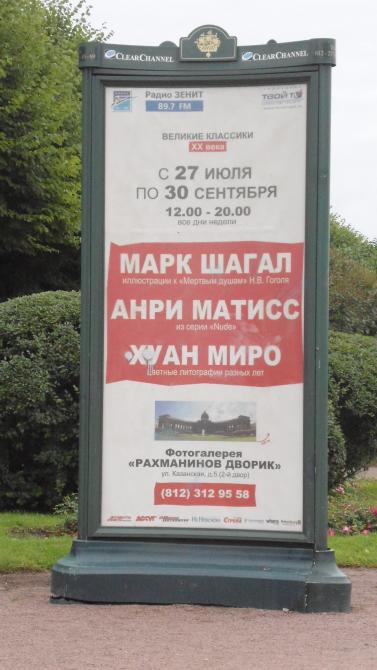 CLEARCHANNEL CLEARCHANNEL
Радио ЗЕНИТ
89.7 FM
ТВОЙ
ВЕЛИКИЕ КЛАССИКИ
XX века
С 27 ИЮЛЯ
ПО 30 СЕНТЯБРЯ
12.00 - 20.00
все дни недели
МАРК ШАГАЛ
иллюстрации к «Мертвым душам» Н.В. Гоголя
АНРИ МАТИСС
из серии «Nude»
ХУАН МИРО
Цветные литографии разных лет
Фотогалерея
«РАХМАНИНОВ ДВОРИК»
ул. Казанская, д.5.(2-й двор)
(812) 312 95 58